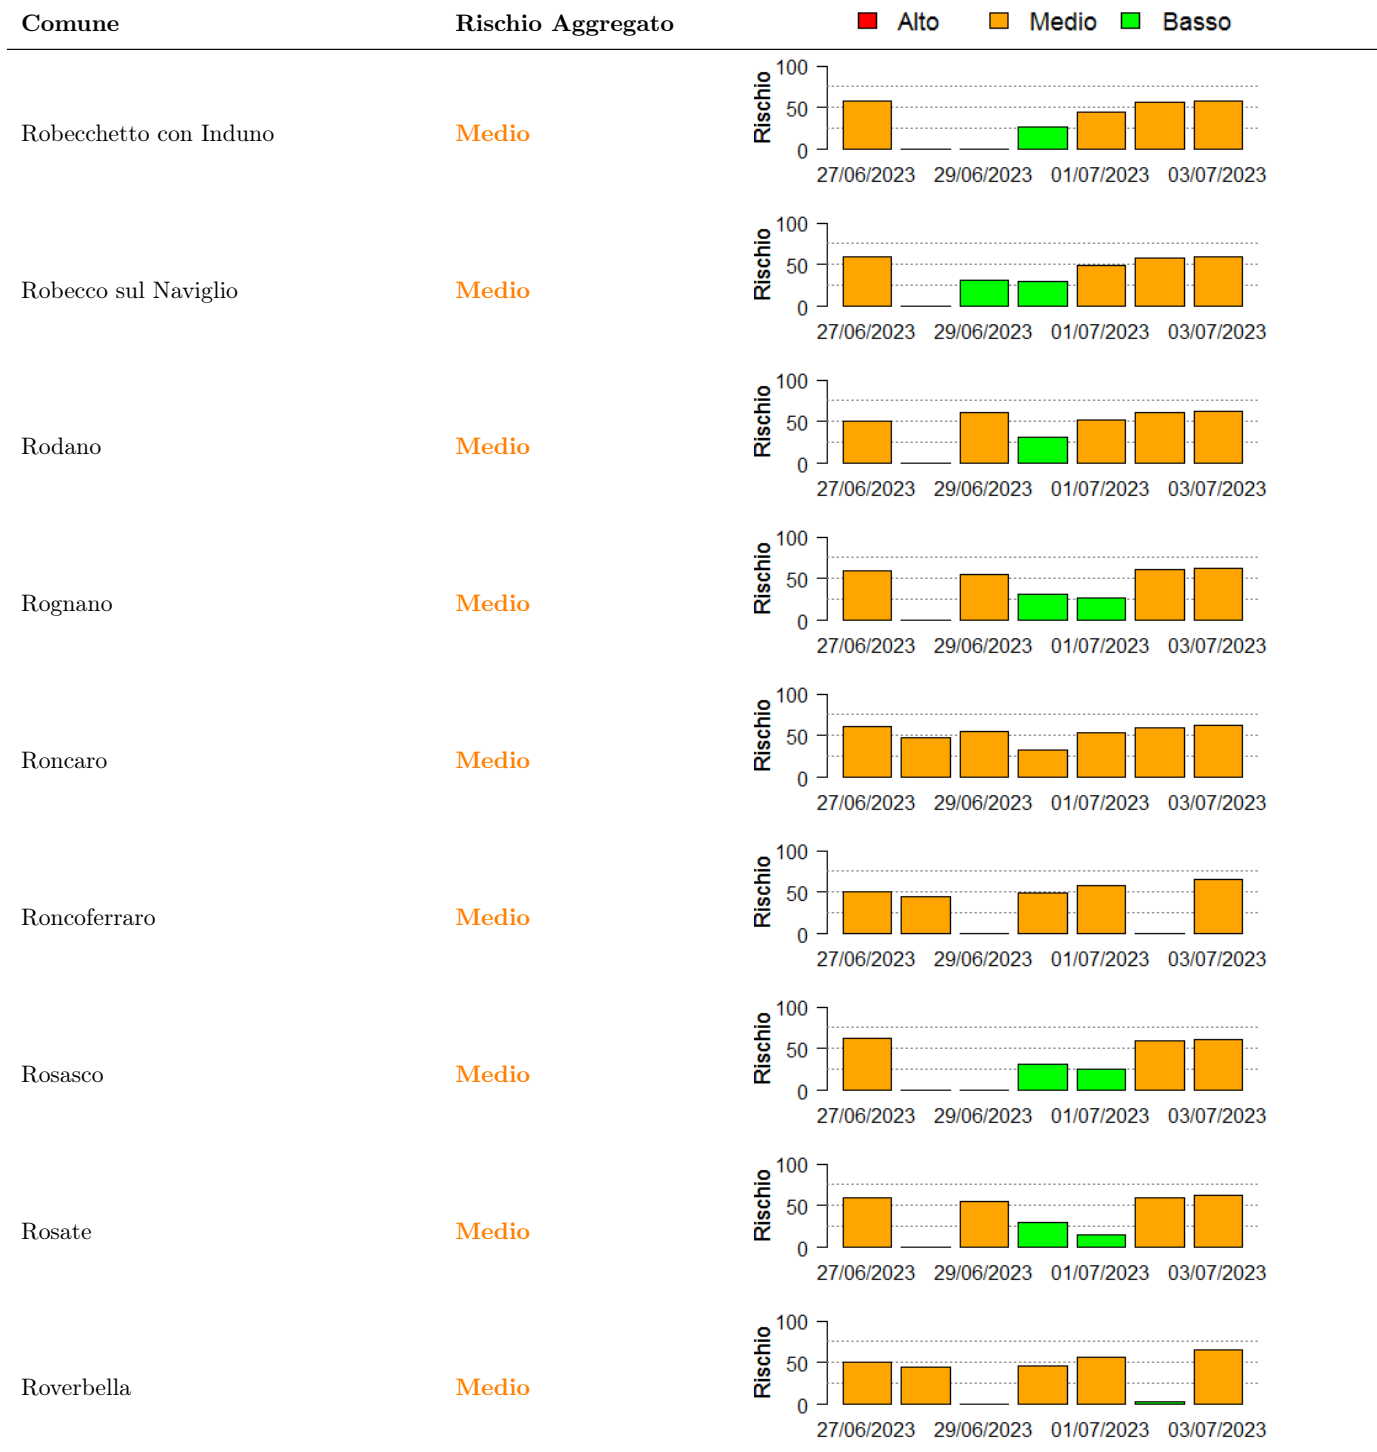 Comune Rischio Aggregato Alto Medio Basso
Robecchetto con Induno Medio
Rischio
100
50
0
27/06/2023 29/06/2023 01/07/2023 03/07/2023
Robecco sul Naviglio Medio
Rischio
100
50
0
27/06/2023 29/06/2023 01/07/2023 03/07/2023
Rodano Medio
Rischio
100
50
0
27/06/2023 29/06/2023 01/07/2023 03/07/2023
Rognano Medio
Rischio
100
50
0
27/06/2023 29/06/2023 01/07/2023 03/07/2023
Roncaro Medio
Rischio
100
50
0
27/06/2023 29/06/2023 01/07/2023 03/07/2023
Roncoferraro Medio
Rischio
100
50
0
27/06/2023 29/06/2023 01/07/2023 03/07/2023
Rosasco Medio
Rischio
100
50
0
27/06/2023 29/06/2023 01/07/2023 03/07/2023
Rosate Medio
Rischio
100
50
0
27/06/2023 29/06/2023 01/07/2023 03/07/2023
Roverbella Medio
Rischio
100
50
0
27/06/2023 29/06/2023 01/07/2023 03/07/2023